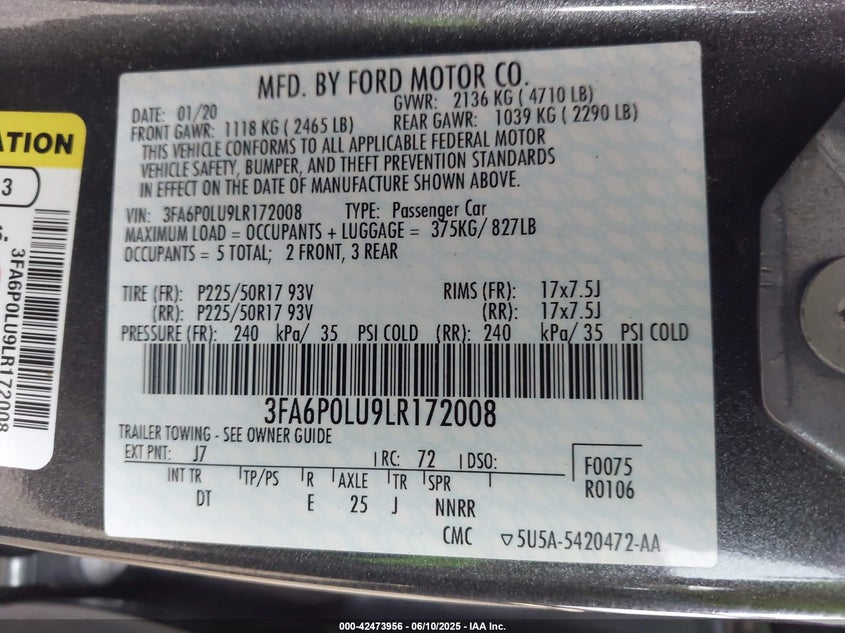 MFD. BY FORD MOTOR CO.
DATE: 01/20 GVWR: 2136 KG ( 4710 LB)
FRONT GAWR: 1118 KG ( 2465 LB) REAR GAWR: 1039 KG ( 2290 LB)
THIS VEHICLE CONFORMS TO ALL APPLICABLE FEDERAL MOTOR
VEHICLE SAFETY, BUMPER, AND THEFT PREVENTION STANDARDS
IN EFFECT ON THE DATE OF MANUFACTURE SHOWN ABOVE.
VIN: 3FA6P0LU9LR172008 TYPE: Passenger Car
MAXIMUM LOAD = OCCUPANTS + LUGGAGE = 375KG/ 827LB
OCCUPANTS = 5 TOTAL; 2 FRONT, 3 REAR
TIRE (FR): P225/50R17 93V RIMS (FR): 17x7.5J
(RR): P225/50R17 93V (RR): 17x7.5J
PRESSURE (FR): 240 kPa/ 35 PSI COLD (RR): 240 kPa/ 35 PSI COLD
3FA6P0LU9LR172008
TRAILER TOWING - SEE OWNER GUIDE
EXT PNT: J7 RC: 72 DSO:
INT TR TP/PS R AXLE TR SPR
DT E 25 J NNRR
F0075
R0106
CMC ▽5U5A-5420472-AA
ATION
3
S.
3FA6P0LU9LR172008
000-42473956 - 06/10/2025 - IAA Inc.